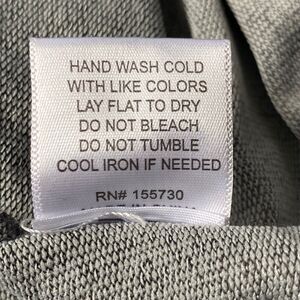 HAND WASH COLD
WITH LIKE COLORS
LAY FLAT TO DRY
DO NOT BLEACH
DO NOT TUMBLE
COOL IRON IF NEEDED
RN# 155730